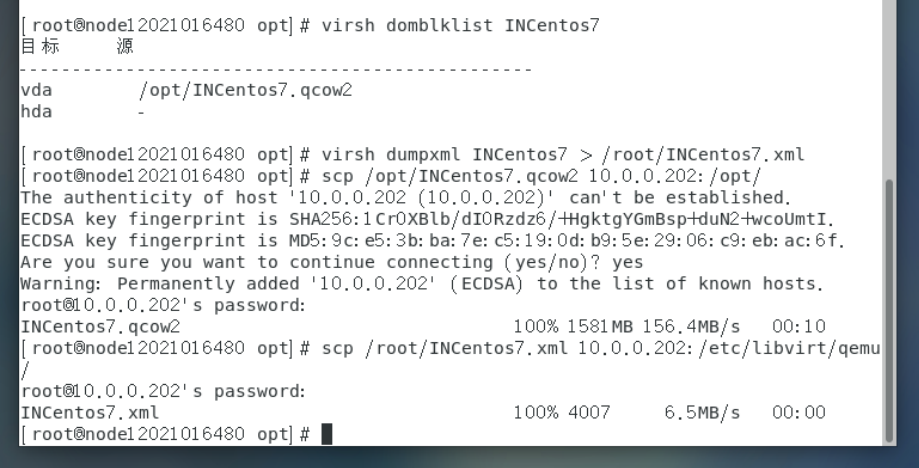 [root@node12021016480 opt]# virsh domblklist INCentos7
目标 源
------------------------------------------------
vda /opt/INCentos7.qcow2
hda -
[root@node12021016480 opt]# virsh dumpxml INCentos7 > /root/INCentos7.xml
[root@node12021016480 opt]# scp /opt/INCentos7.qcow2 10.0.0.202:/opt/
The authenticity of host '10.0.0.202 (10.0.0.202)' can't be established.
ECDSA key fingerprint is SHA256:1Cr0XBlb/dI0Rzdz6/+HgktgYGmBsp+duN2+wcoUmtI.
ECDSA key fingerprint is MD5:9c:e5:3b:ba:7e:c5:19:0d:b9:5e:29:06:c9:eb:ac:6f.
Are you sure you want to continue connecting (yes/no)? yes
Warning: Permanently added '10.0.0.202' (ECDSA) to the list of known hosts.
root@10.0.0.202's password:
INCentos7.qcow2 100% 1581MB 156.4MB/s 00:10
[root@node12021016480 opt]# scp /root/INCentos7.xml 10.0.0.202:/etc/libvirt/qemu
/
root@10.0.0.202's password:
INCentos7.xml 100% 4007 6.5MB/s 00:00
[root@node12021016480 opt]#